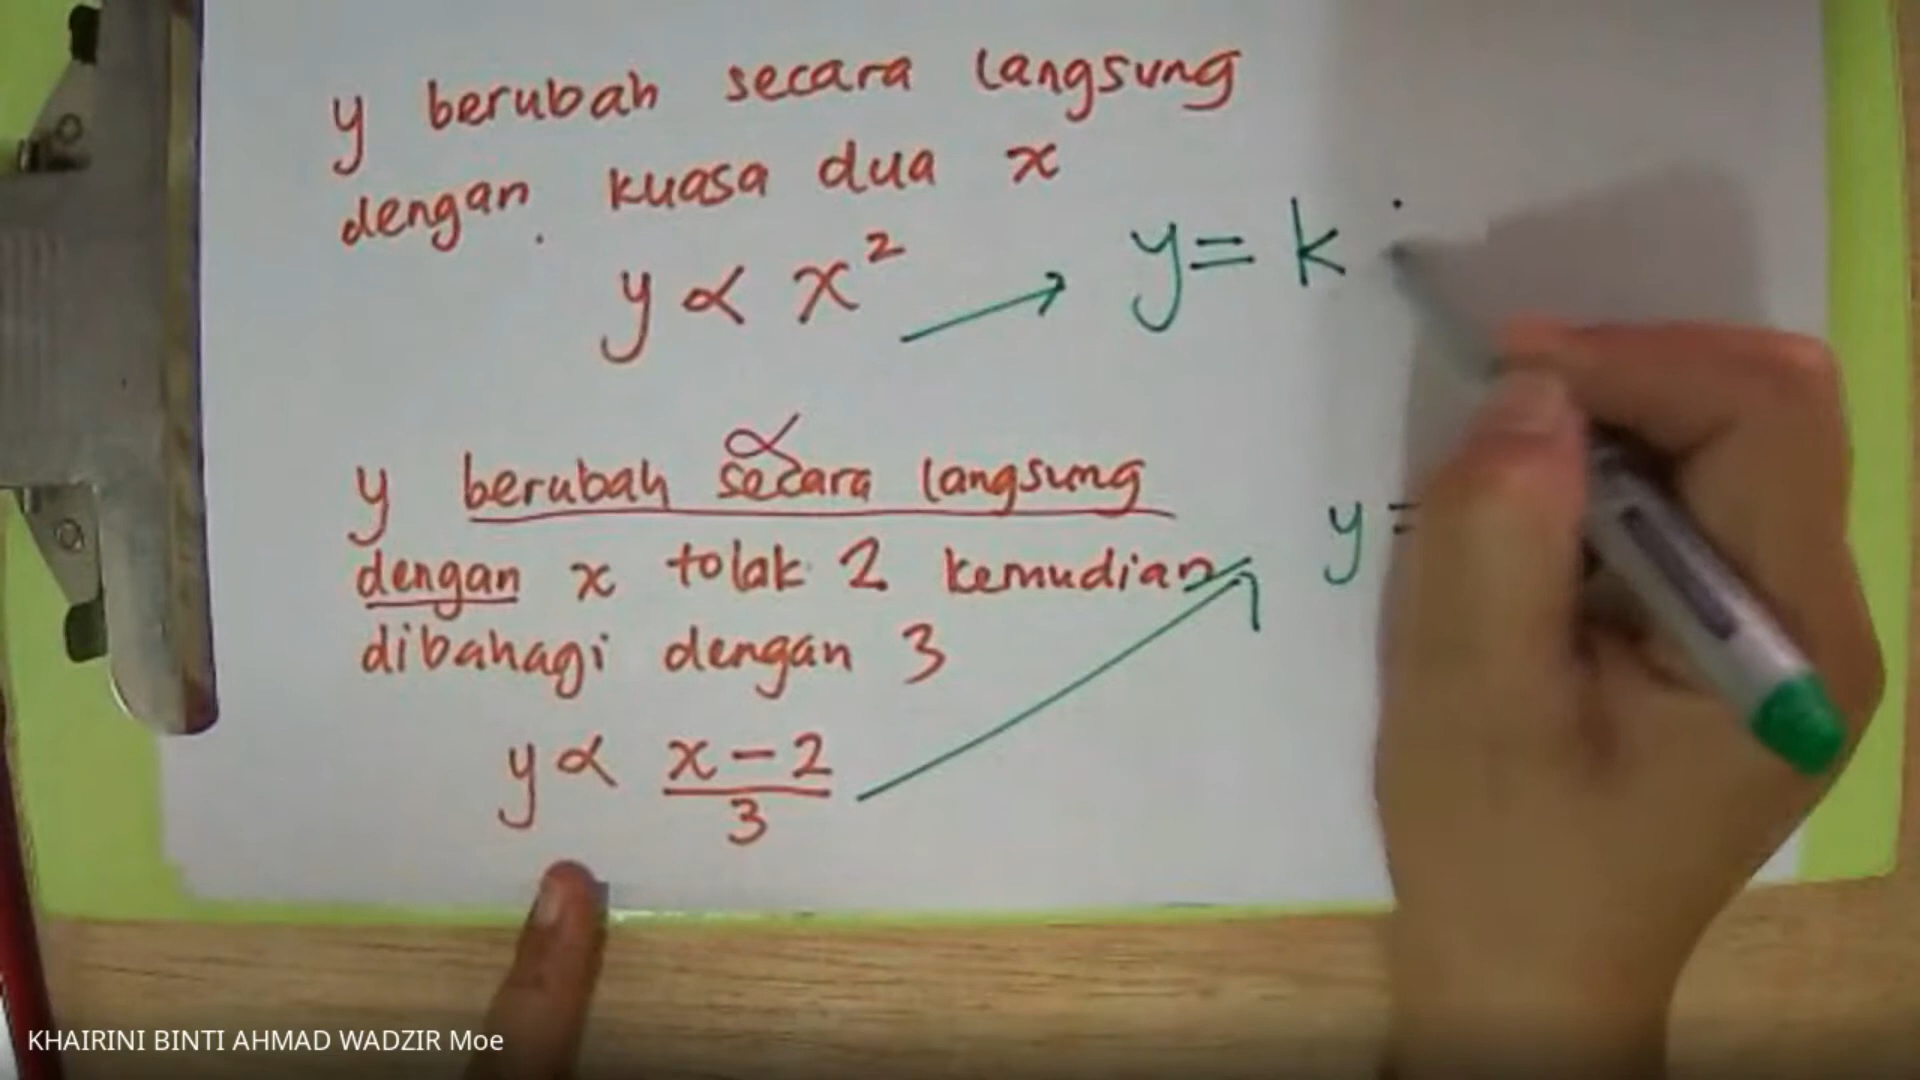 y berubah secara langsung
dengan kuasa dua x
y ∝ x²
y = k
∝
y berubah secara langsung
dengan x tolak 2 kemudian
dibahagi dengan 3
y =
y ∝ x - 2
3
KHAIRINI BINTI AHMAD WADZIR Moe